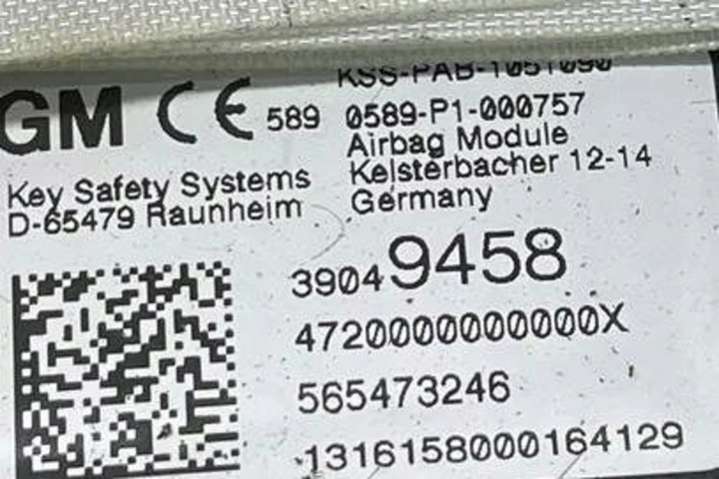 KSS-PAB-1051090
GM CE 589
0589-P1-000757
Airbag Module
Kelsterbacher 12-14
Germany
Key Safety Systems
D-65479 Raunheim
39049458
4720000000000X
565473246
1316158000164129